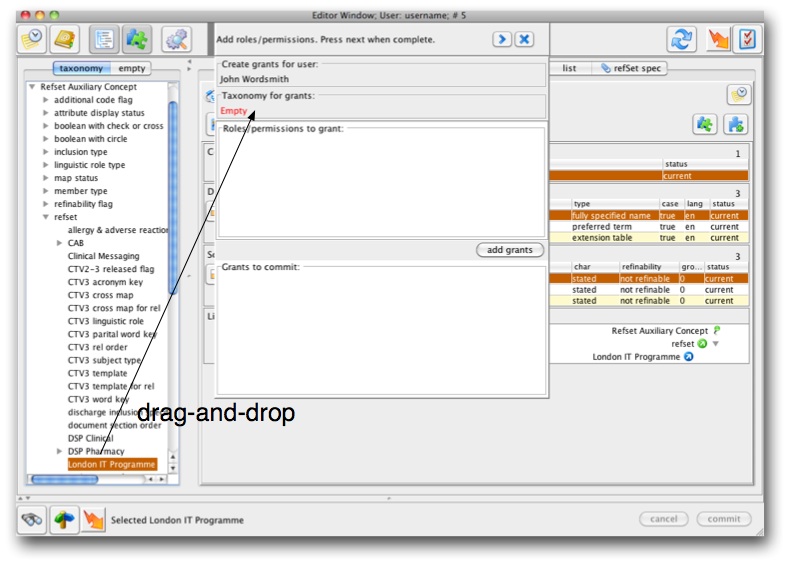 Editor Window; User: username; # 5
Add roles/permissions. Press next when complete.
taxonomy empty
list refSet spec
Create grants for user:
John Wordsmith
Taxonomy for grants:
Empty
Roles/permissions to grant:
add grants
Grants to commit:
Refset Auxiliary Concept
additional code flag
attribute display status
boolean with check or cross
boolean with circle
inclusion type
linguistic role type
map status
member type
refinability flag
refset
allergy & adverse reaction
CAB
Clinical Messaging
CTV2-3 released flag
CTV3 acronym key
CTV3 cross map
CTV3 cross map for rel
CTV3 linguistic role
CTV3 parital word key
CTV3 rel order
CTV3 subject type
CTV3 template
CTV3 template for rel
CTV3 word key
discharge inclusion
document section order
DSP Clinical
DSP Pharmacy
London IT Programme
drag-and-drop
1
status
current
3
type case lang status
fully specified name true en current
preferred term true en current
extension table true en current
3
char refinability gro... status
stated not refinable 0 current
stated not refinable 0 current
stated not refinable 0 current
Refset Auxiliary Concept
refset
London IT Programme
Selected London IT Programme
cancel commit